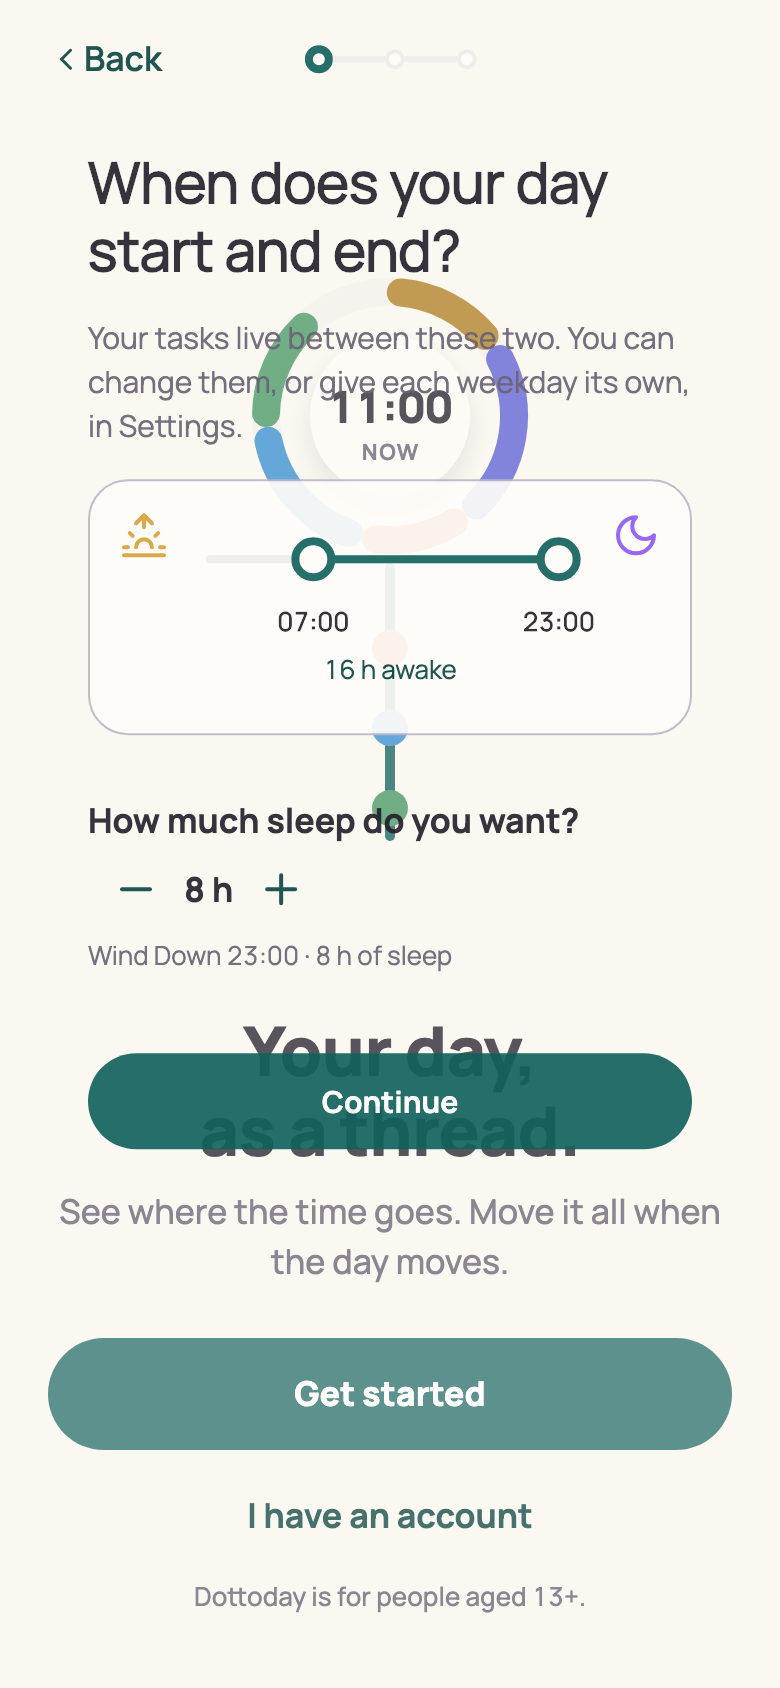 Back
When does your day
start and end?
Your tasks live between these two. You can
change them, or give each weekday its own,
in Settings.
11:00
NOW
07:00
23:00
16 h awake
How much sleep do you want?
8 h
Wind Down 23:00 · 8 h of sleep
Your day,
as a thread.
Continue
See where the time goes. Move it all when
the day moves.
Get started
I have an account
Dottoday is for people aged 13+.